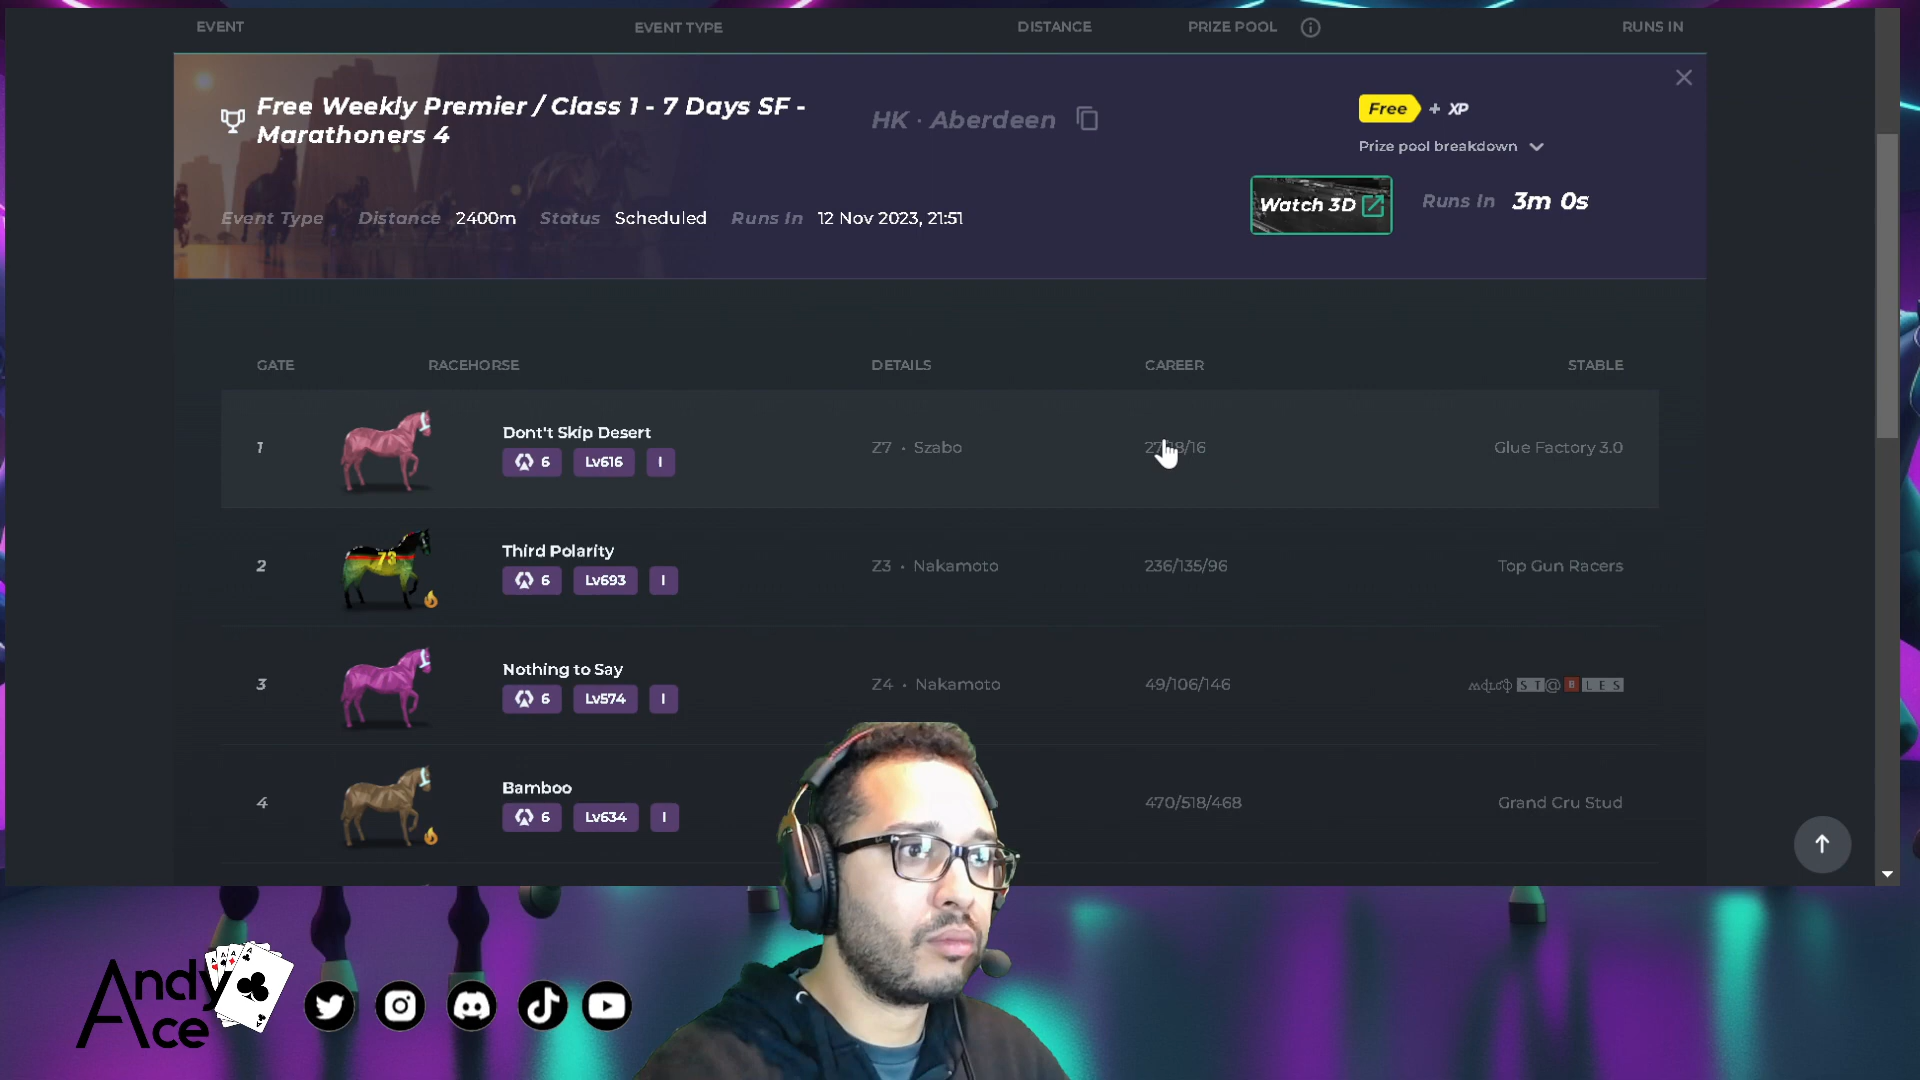 EVENT EVENT TYPE DISTANCE PRIZE POOL RUNS IN
Free Weekly Premier / Class 1 - 7 Days SF -
Marathoners 4
HK · Aberdeen
Free + XP
Prize pool breakdown
Event Type Distance 2400m Status Scheduled Runs In 12 Nov 2023, 21:51
Watch 3D
Runs In 3m 0s
GATE RACEHORSE DETAILS CAREER STABLE
1 Dont't Skip Desert Z7 · Szabo Glue Factory 3.0
6 Lv616 I
2 Third Polarity Z3 · Nakamoto 236/135/96 Top Gun Racers
73
6 Lv693 I
3 Nothing to Say Z4 · Nakamoto 49/106/146 ST@BLES
6 Lv574 I
4 Bamboo 470/518/468 Grand Cru Stud
6 Lv634 I
Andy
Ace